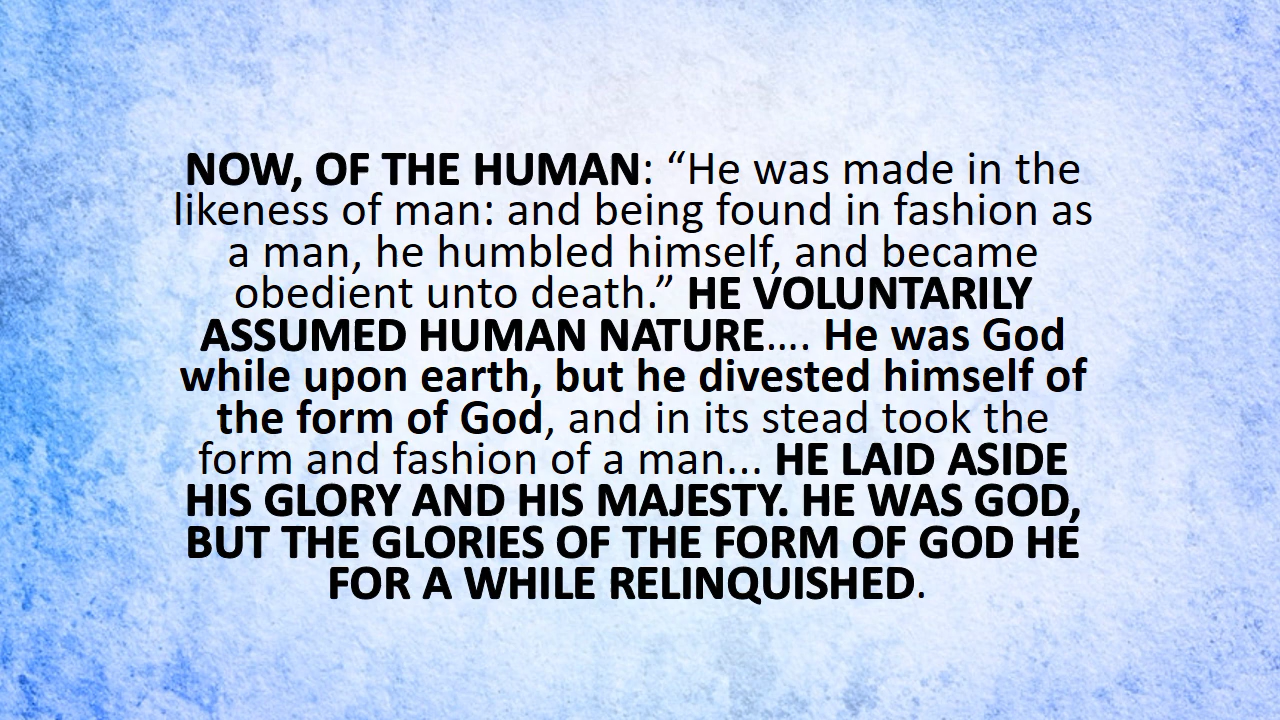 NOW, OF THE HUMAN: “He was made in the
likeness of man: and being found in fashion as
a man, he humbled himself, and became
obedient unto death.” HE VOLUNTARILY
ASSUMED HUMAN NATURE…. He was God
while upon earth, but he divested himself of
the form of God, and in its stead took the
form and fashion of a man... HE LAID ASIDE
HIS GLORY AND HIS MAJESTY. HE WAS GOD,
BUT THE GLORIES OF THE FORM OF GOD HE
FOR A WHILE RELINQUISHED.